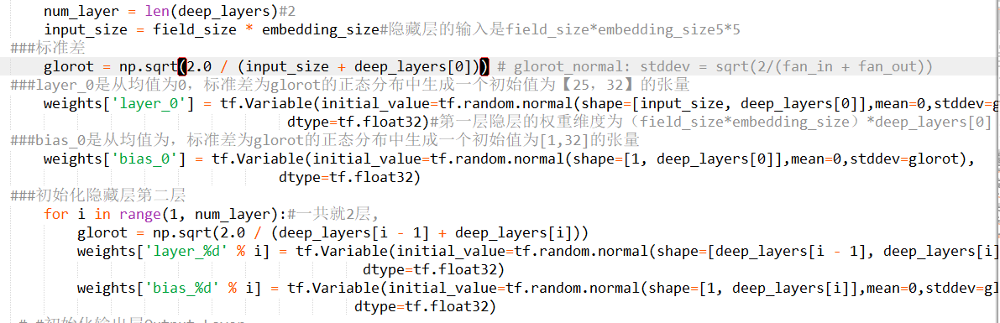 num_layer = len(deep_layers)#2
input_size = field_size * embedding_size#隐藏层的输入是field_size*embedding_size5*5
###标准差
glorot = np.sqrt(2.0 / (input_size + deep_layers[0])) # glorot_normal: stddev = sqrt(2/(fan_in + fan_out))
###layer_0是从均值为0，标准差为glorot的正态分布中生成一个初始值为【25，32】的张量
weights['layer_0'] = tf.Variable(initial_value=tf.random.normal(shape=[input_size, deep_layers[0]],mean=0,stddev=g
dtype=tf.float32)#第一层隐层的权重维度为（field_size*embedding_size）*deep_layers[0]
###bias_0是从均值为，标准差为glorot的正态分布中生成一个初始值为[1,32]的张量
weights['bias_0'] = tf.Variable(initial_value=tf.random.normal(shape=[1, deep_layers[0]],mean=0,stddev=glorot),
dtype=tf.float32)
###初始化隐藏层第二层
for i in range(1, num_layer):#一共就2层,
glorot = np.sqrt(2.0 / (deep_layers[i - 1] + deep_layers[i]))
weights['layer_%d' % i] = tf.Variable(initial_value=tf.random.normal(shape=[deep_layers[i - 1], deep_layers[i]
dtype=tf.float32)
weights['bias_%d' % i] = tf.Variable(initial_value=tf.random.normal(shape=[1, deep_layers[i]],mean=0,stddev=gl
dtype=tf.float32)
# #初始化输出层Output Layer